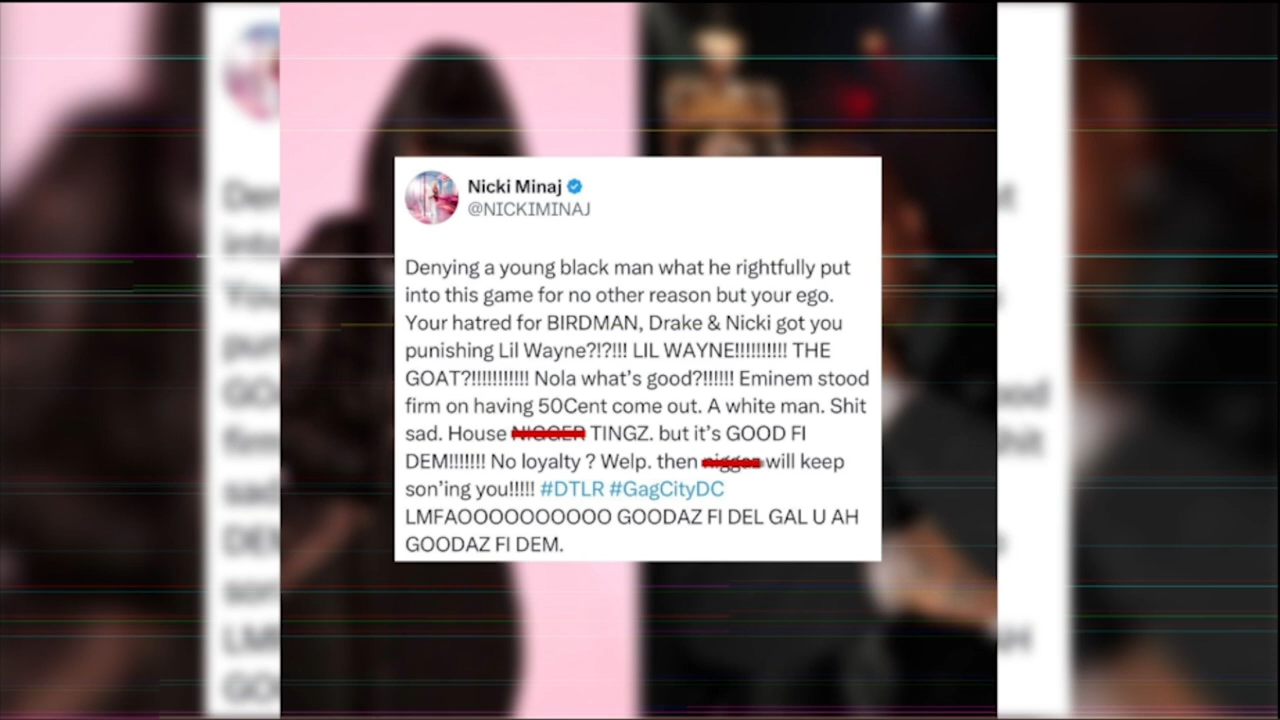 Nicki Minaj
@NICKIMINAJ
Denying a young black man what he rightfully put
into this game for no other reason but your ego.
Your hatred for BIRDMAN, Drake & Nicki got you
punishing Lil Wayne?!?!!! LIL WAYNE!!!!!!!!!! THE
GOAT?!!!!!!!!!!! Nola what's good?!!!!!! Eminem stood
firm on having 50Cent come out. A white man. Shit
sad. House TINGZ. but it's GOOD FI
DEM!!!!!!! No loyalty ? Welp. then will keep
son'ing you!!!!! #DTLR #GagCityDC
LMFAOOOOOOOOOO GOODAZ FI DEL GAL U AH
GOODAZ FI DEM.